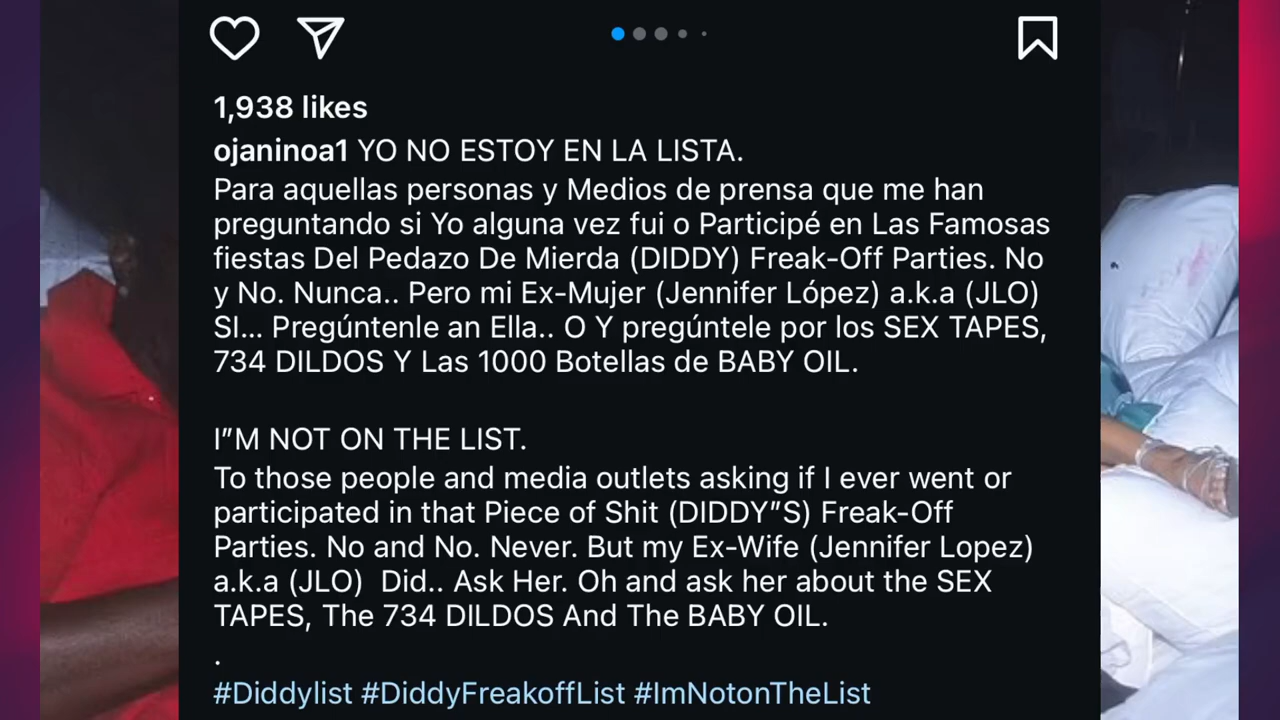 1,938 likes
ojaninoa1 YO NO ESTOY EN LA LISTA.
Para aquellas personas y Medios de prensa que me han
preguntando si Yo alguna vez fui o Participé en Las Famosas
fiestas Del Pedazo De Mierda (DIDDY) Freak-Off Parties. No
y No. Nunca.. Pero mi Ex-Mujer (Jennifer López) a.k.a (JLO)
SI... Pregúntenle an Ella.. O Y pregúntele por los SEX TAPES,
734 DILDOS Y Las 1000 Botellas de BABY OIL.
I”M NOT ON THE LIST.
To those people and media outlets asking if I ever went or
participated in that Piece of Shit (DIDDY”S) Freak-Off
Parties. No and No. Never. But my Ex-Wife (Jennifer Lopez)
a.k.a (JLO)  Did.. Ask Her. Oh and ask her about the SEX
TAPES, The 734 DILDOS And The BABY OIL.
.
#Diddylist #DiddyFreakoffList #ImNotonTheList